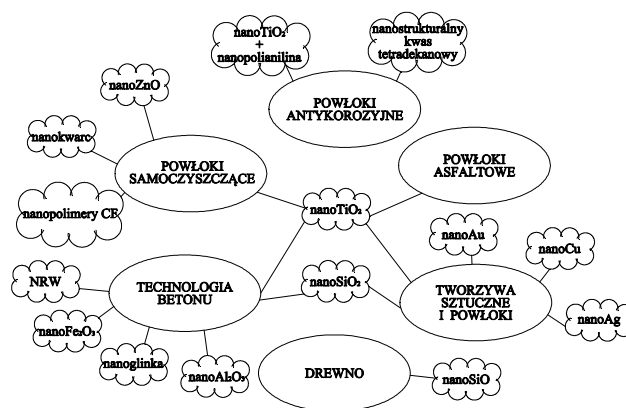 nanoTiO₂
+
nanopolianilina
nanostrukturalny
kwas
tetradekanowy
nanoZnO
POWŁOKI
ANTYKOROZYJNE
nanokwarc
POWŁOKI
SAMOCZYSZCZĄCE
POWŁOKI
ASFALTOWE
nanopolimery CF
nanoTiO₂
nanoAu
nanoCu
NRW
TECHNOLOGIA
BETONU
nanoSiO₂
TWORZYWA
SZTUCZNE
I POWŁOKI
nanoFe₂O₃
nanoAg
nanoglinka
nanoAl₂O₃
DREWNO
nanoSiO